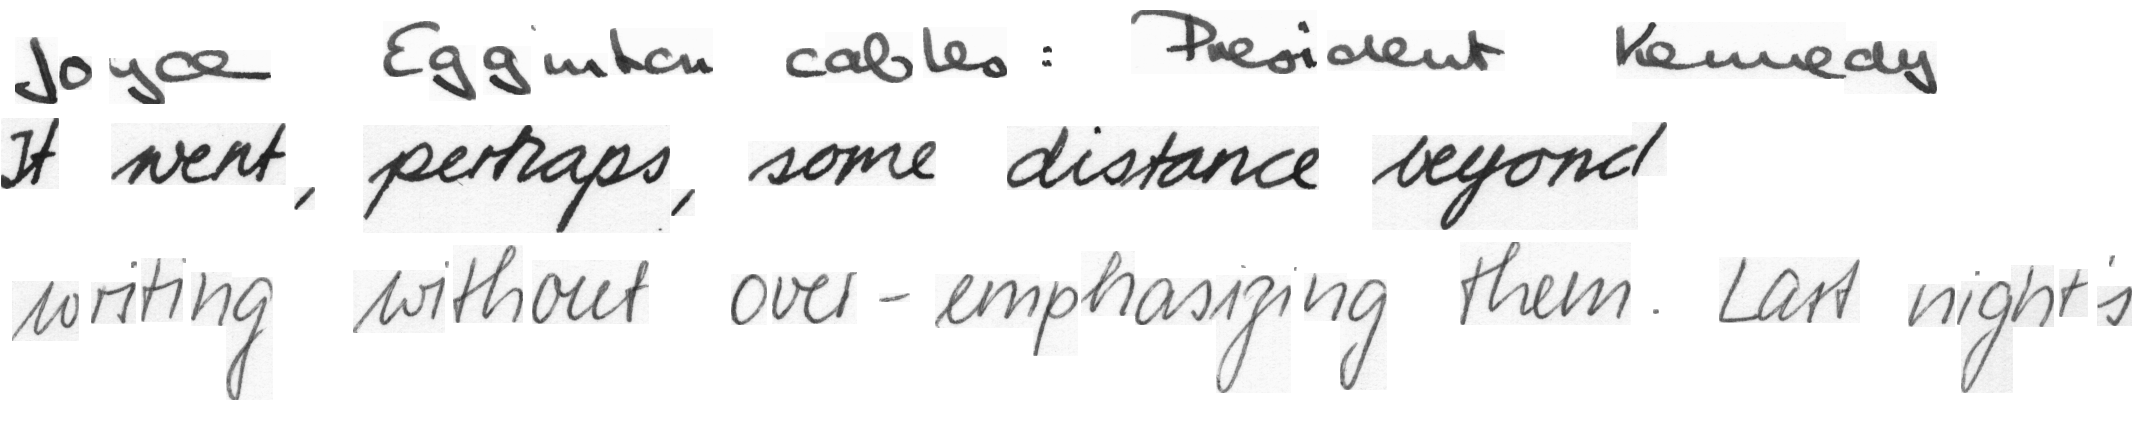 Joyce Egginton cables: President Kennedy
It went, perhaps, some distance beyond
writing without over-emphasizing them. Last night's